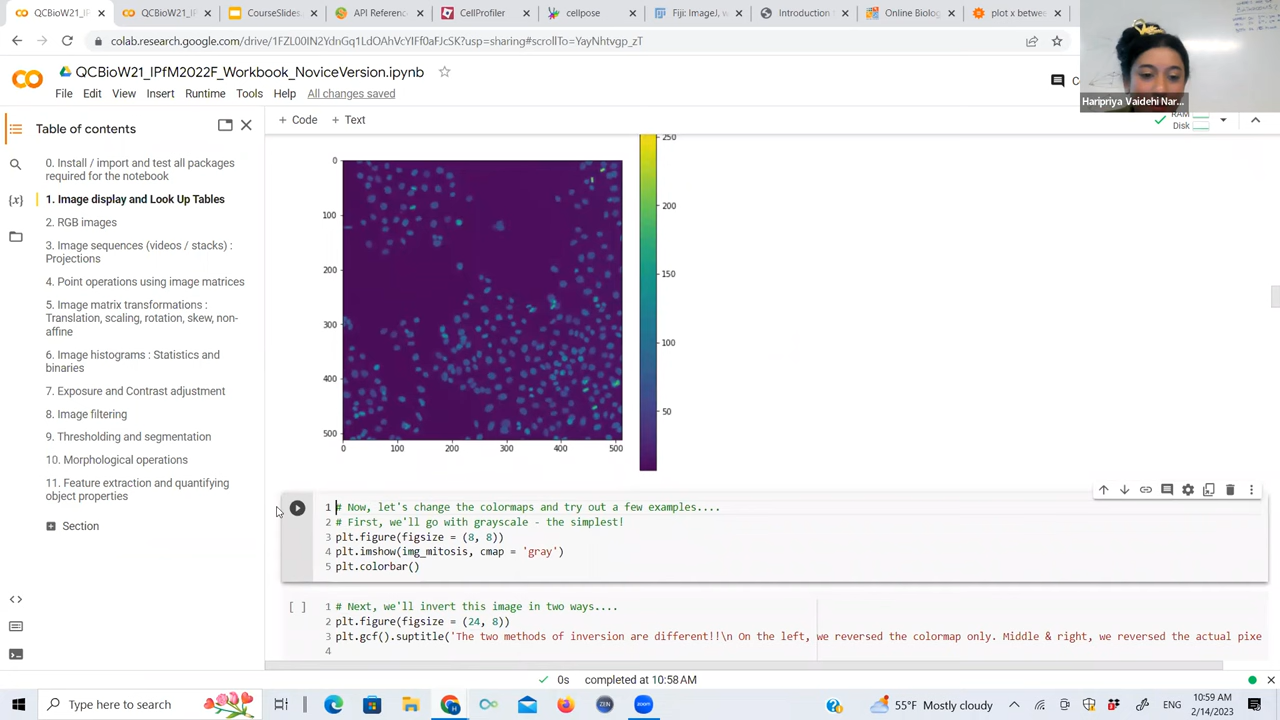 QCBioW21_IPf
QCBioW21_IPf
CourseSlides.p
API Referenc
CellProfiler
cellpose
Fiji: ImageJ, w
Introduction
Online Biolog
plot x betwee
colab.research.google.com/drive/1FZL03IN2YdnGq1LdOAhVcYIFf0aFJcSK?usp=sharing#scrollTo=YayNhtvgp_zT
QCBioW21_IPfM2022F_Workbook_NoviceVersion.ipynb
File Edit View Insert Runtime Tools Help All changes saved
Haripriya Vaidehi Nar...
Table of contents
+ Code + Text
RAM
Disk
0. Install / import and test all packages
required for the notebook
1. Image display and Look Up Tables
2. RGB images
3. Image sequences (videos / stacks) :
Projections
4. Point operations using image matrices
5. Image matrix transformations :
Translation, scaling, rotation, skew, non-
affine
6. Image histograms : Statistics and
binaries
7. Exposure and Contrast adjustment
8. Image filtering
9. Thresholding and segmentation
10. Morphological operations
11. Feature extraction and quantifying
object properties
Section
0
100
200
300
400
500
0 100 200 300 400 500
250
200
150
100
50
1 # Now, let's change the colormaps and try out a few examples....
2 # First, we'll go with grayscale - the simplest!
3 plt.figure(figsize = (8, 8))
4 plt.imshow(img_mitosis, cmap = 'gray')
5 plt.colorbar()
[ ] 1 # Next, we'll invert this image in two ways....
2 plt.figure(figsize = (24, 8))
3 plt.gcf().suptitle('The two methods of inversion are different!!\n On the left, we reversed the colormap only. Middle & right, we reversed the actual pixe
4
0s completed at 10:58AM
Type here to search
ZEN
zoom
55°F Mostly cloudy
ENG
10:59 AM
2/14/2023